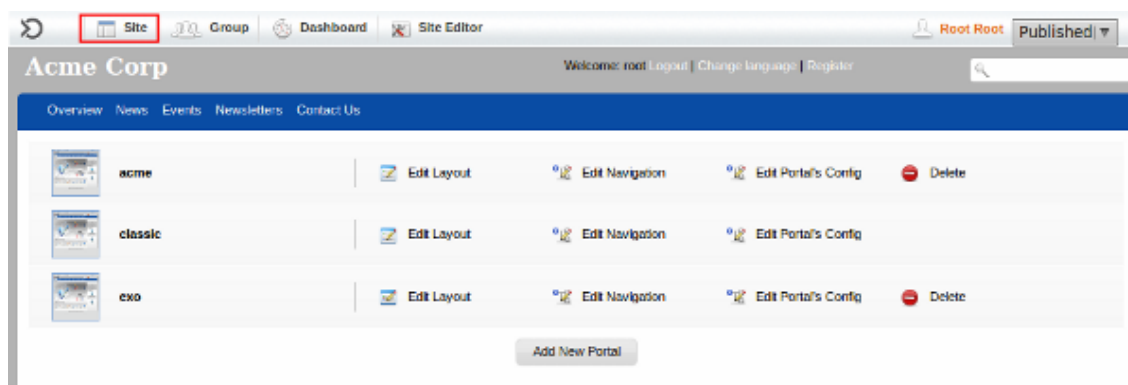 Site Group Dashboard Site Editor Root Root Published
Acme Corp Welcome: root Logout | Change language | Register
Overview News Events Newsletters Contact Us
acme Edit Layout Edit Navigation Edit Portal's Config Delete
classic Edit Layout Edit Navigation Edit Portal's Config
exo Edit Layout Edit Navigation Edit Portal's Config Delete
Add New Portal